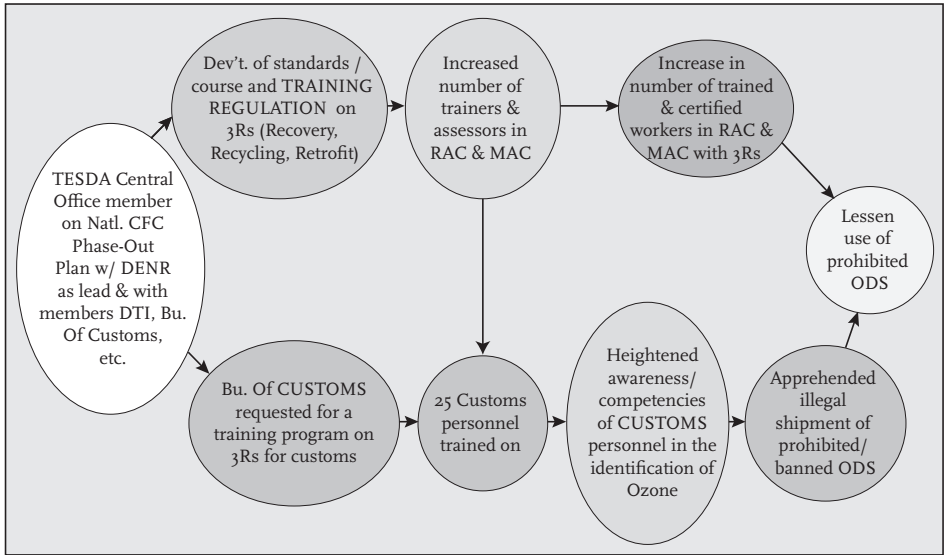 TESDA Central
Office member
on Natl. CFC
Phase-Out
Plan w/ DENR
as lead & with
members DTI, Bu.
Of Customs,
etc.
Dev't. of standards /
course and TRAINING
REGULATION on
3Rs (Recovery,
Recycling, Retrofit)
Increased
number of
trainers &
assessors in
RAC & MAC
Increase in
number of trained
& certified
workers in RAC &
MAC with 3Rs
Lessen
use of
prohibited
ODS
Bu. Of CUSTOMS
requested for a
training program on
3Rs for customs
25 Customs
personnel
trained on
Heightened
awareness/
competencies
of CUSTOMS
personnel in the
identification of
Ozone
Apprehended
illegal
shipment of
prohibited/
banned ODS